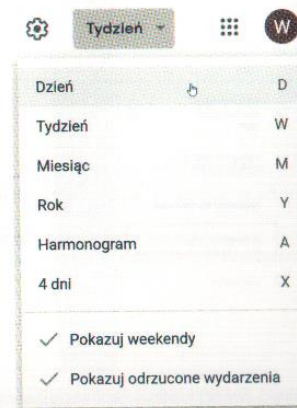 Tydzień
W
Dzień D
Tydzień W
Miesiąc M
Rok Y
Harmonogram A
4 dni X
Pokazuj weekendy
Pokazuj odrzucone wydarzenia